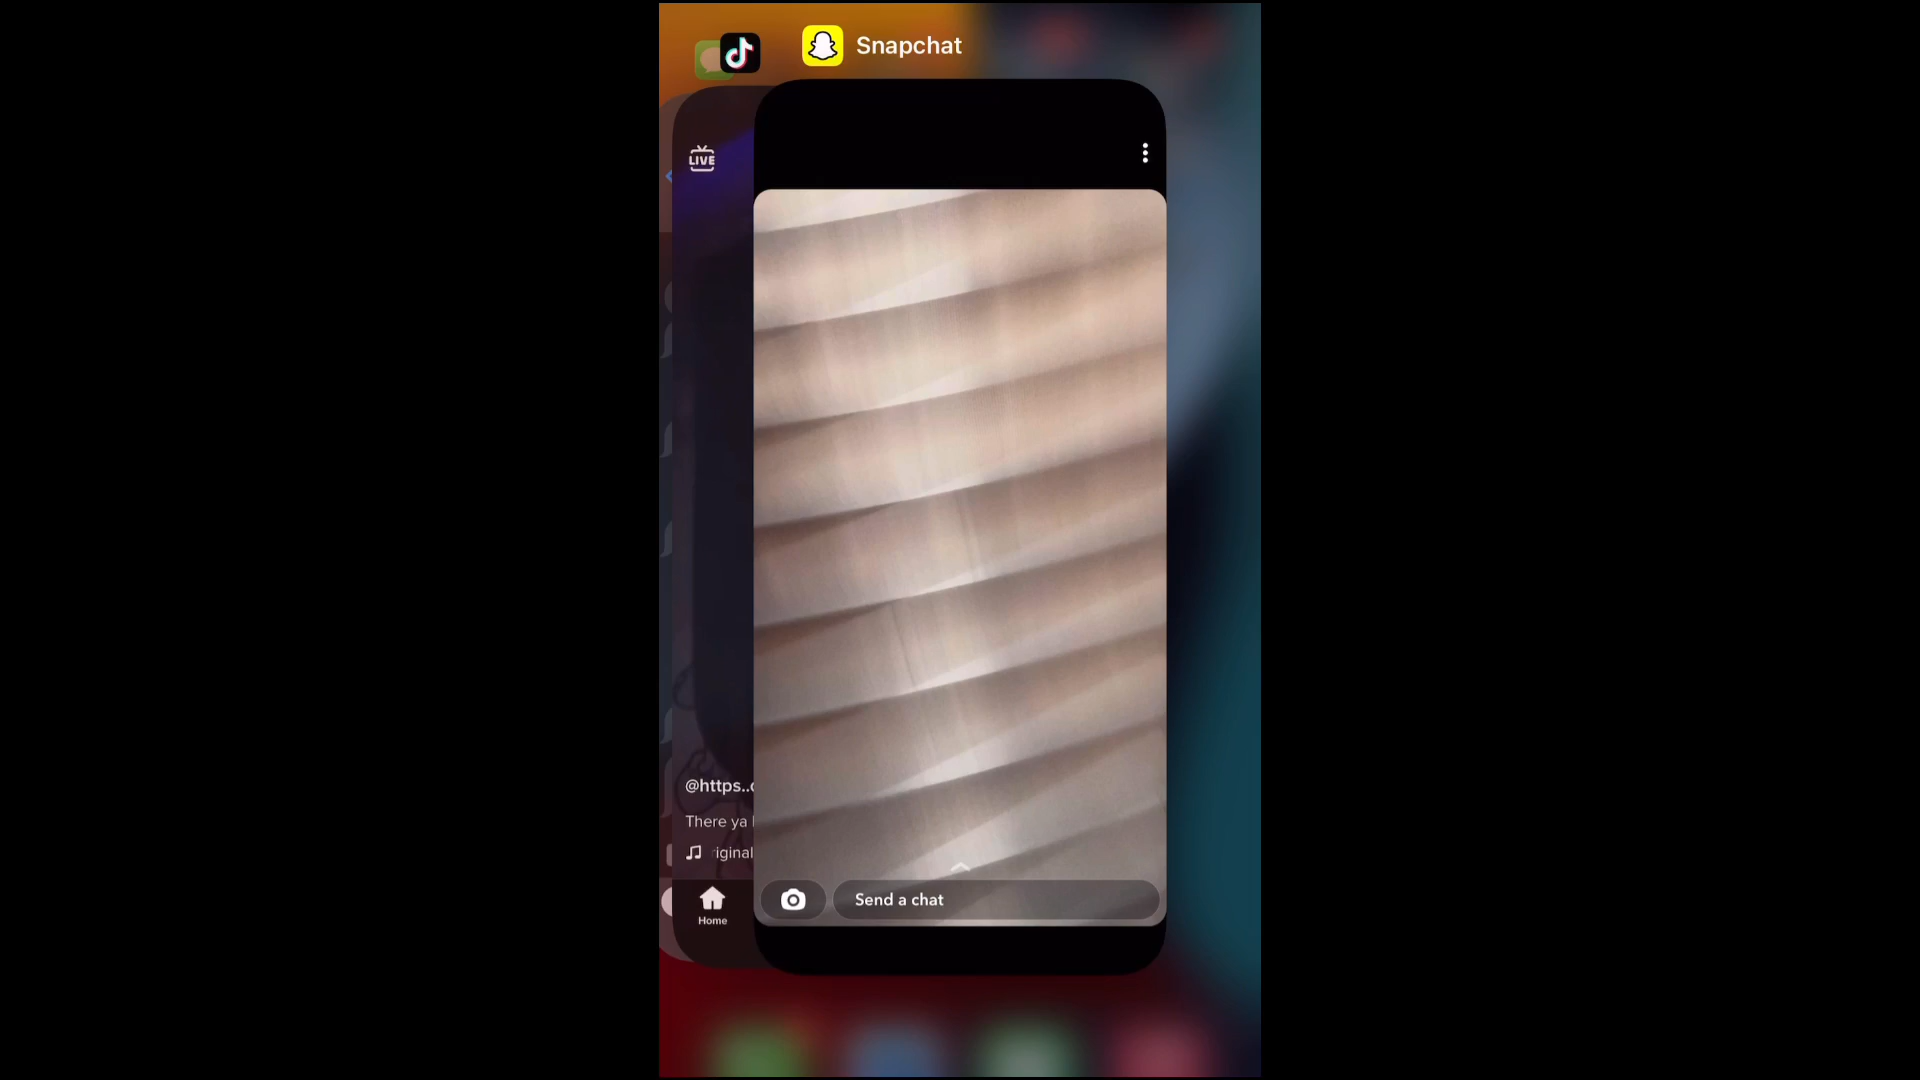 Snapchat
LIVE
@https..
There ya
iginal
Home
Send a chat